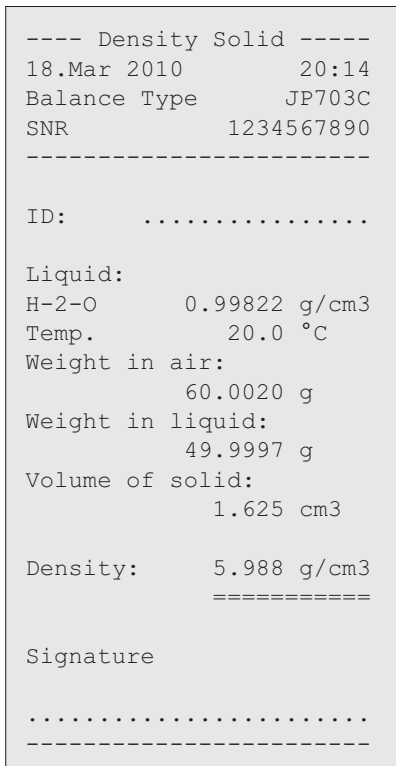 ---- Density Solid -----
18.Mar 2010 20:14
Balance Type JP703C
SNR 1234567890
------------------------
ID: ................
Liquid:
H-2-O 0.99822 g/cm3
Temp. 20.0 °C
Weight in air:
60.0020 g
Weight in liquid:
49.9997 g
Volume of solid:
1.625 cm3
Density: 5.988 g/cm3
===========
Signature
........................
------------------------